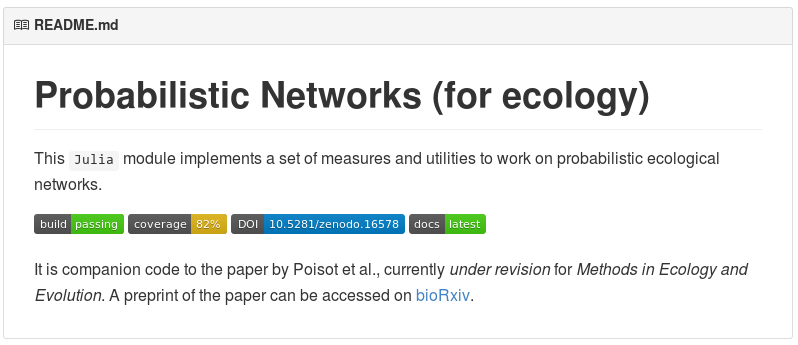 README.md
Probabilistic Networks (for ecology)
This Julia module implements a set of measures and utilities to work on probabilistic ecological
networks.
build passing coverage 82% DOI 10.5281/zenodo.16578 docs latest
It is companion code to the paper by Poisot et al., currently under revision for Methods in Ecology and
Evolution. A preprint of the paper can be accessed on bioRxiv.